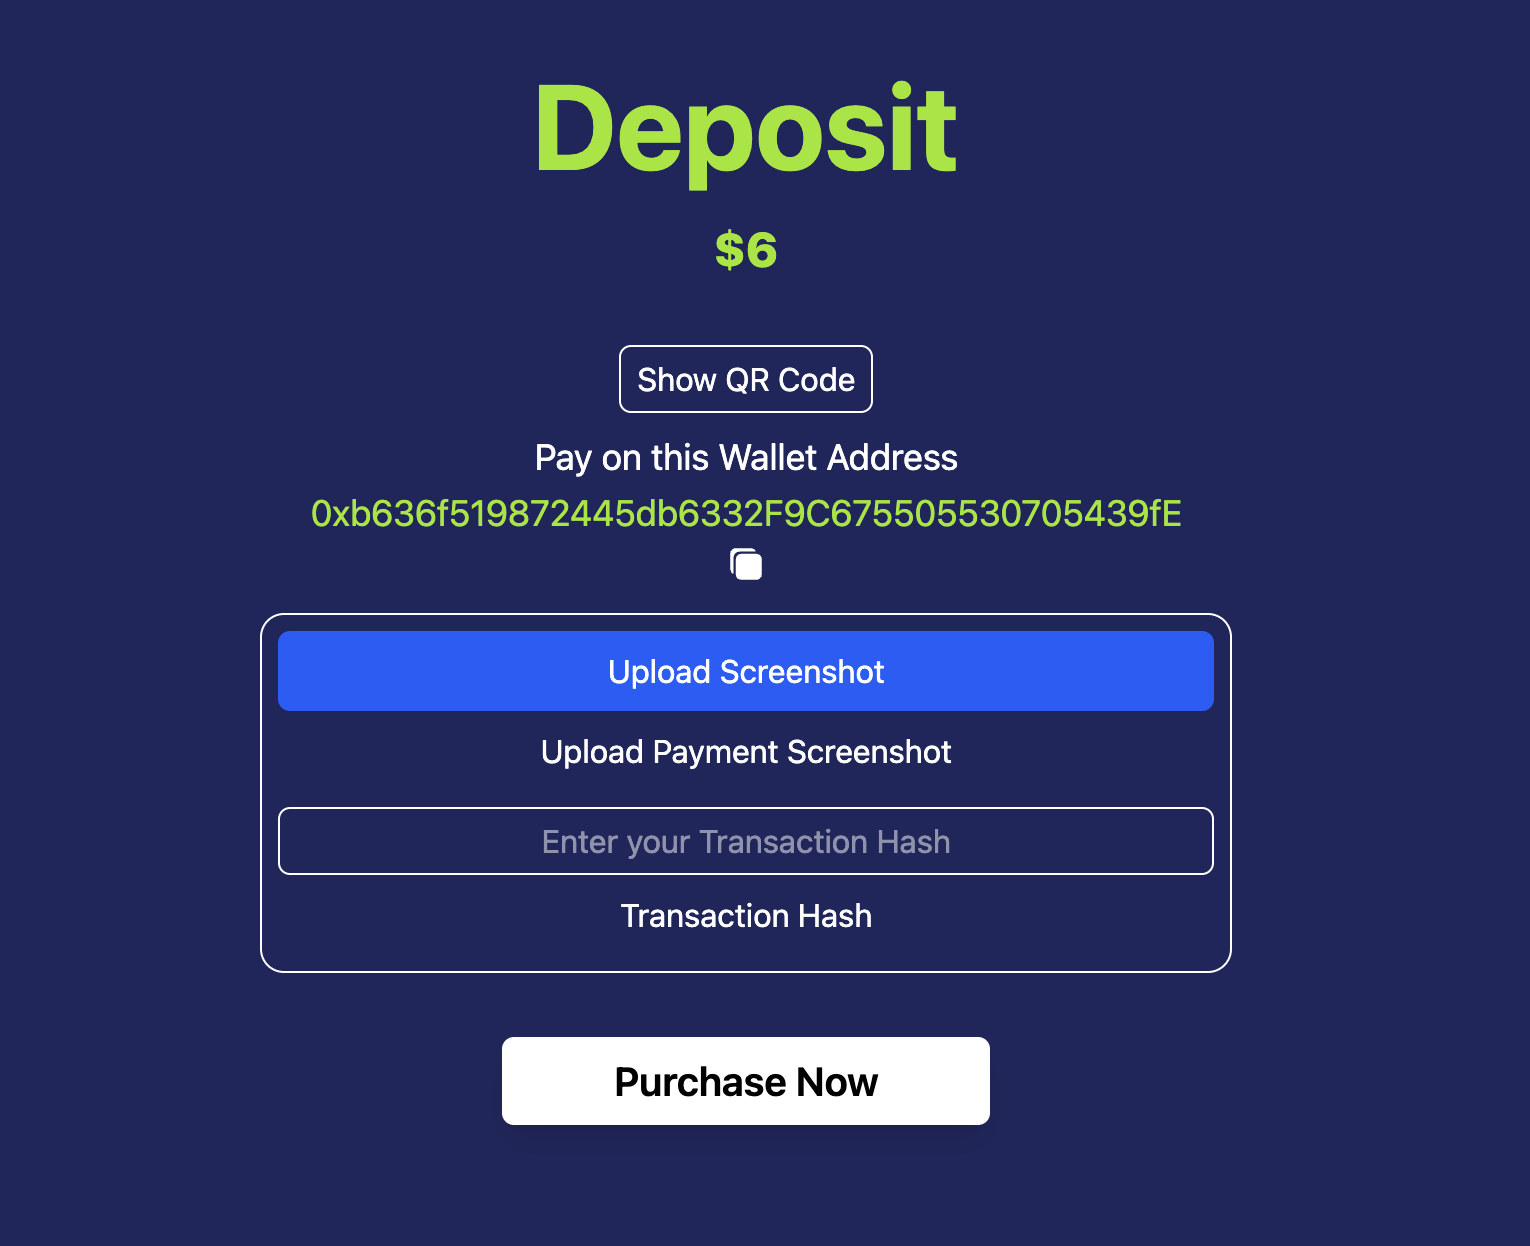 Deposit
$6
Show QR Code
Pay on this Wallet Address
0xb636f519872445db6332F9C675505530705439fE
Upload Screenshot
Upload Payment Screenshot
Enter your Transaction Hash
Transaction Hash
Purchase Now